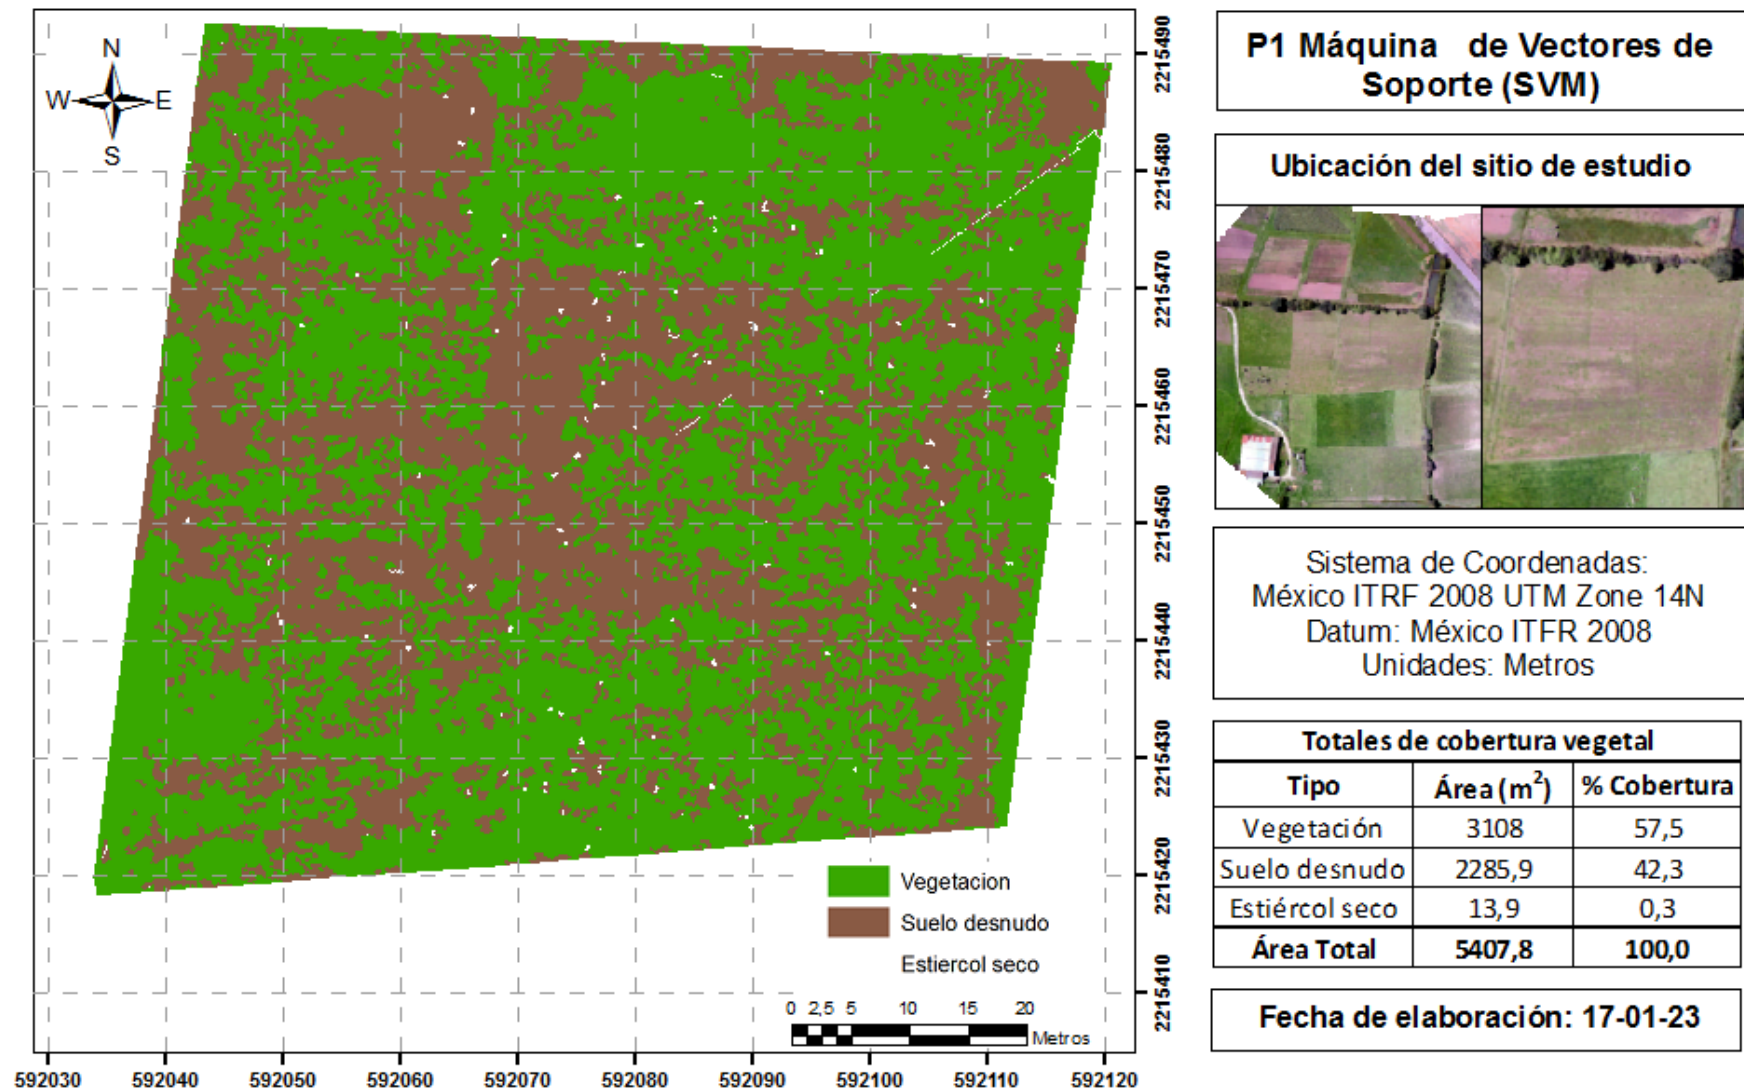 N
W E
S
2215490
2215480
2215470
2215460
2215450
2215440
2215430
2215420
2215410
592030 592040 592050 592060 592070 592080 592090 592100 592110 592120
Vegetacion
Suelo desnudo
Estiercol seco
0 2,5 5 10 15 20
Metros
P1 Máquina de Vectores de
Soporte (SVM)
Ubicación del sitio de estudio
Sistema de Coordenadas:
México ITRF 2008 UTM Zone 14N
Datum: México ITFR 2008
Unidades: Metros
Totales de cobertura vegetal
Tipo Área (m²) % Cobertura
Vegetación 3108 57,5
Suelo desnudo 2285,9 42,3
Estiércol seco 13,9 0,3
Área Total 5407,8 100,0
Fecha de elaboración: 17-01-23